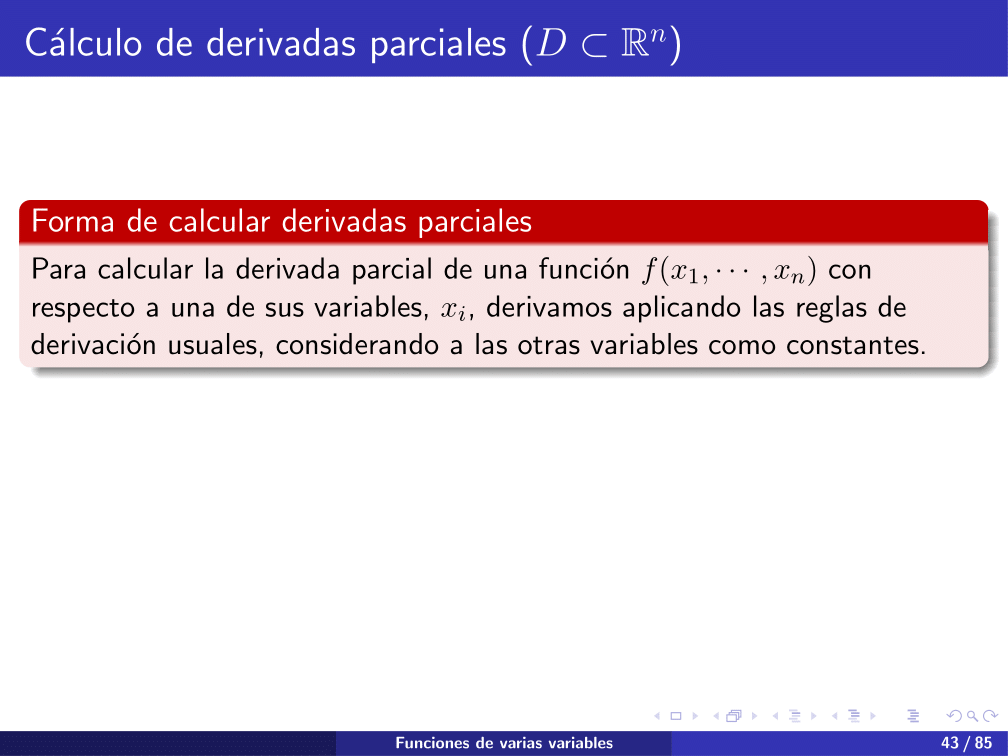 Cálculo de derivadas parciales (D ⊂ ℝⁿ)
Forma de calcular derivadas parciales
Para calcular la derivada parcial de una función f(x₁, ⋯ , xₙ) con
respecto a una de sus variables, xᵢ, derivamos aplicando las reglas de
derivación usuales, considerando a las otras variables como constantes.
Funciones de varias variables
43 / 85